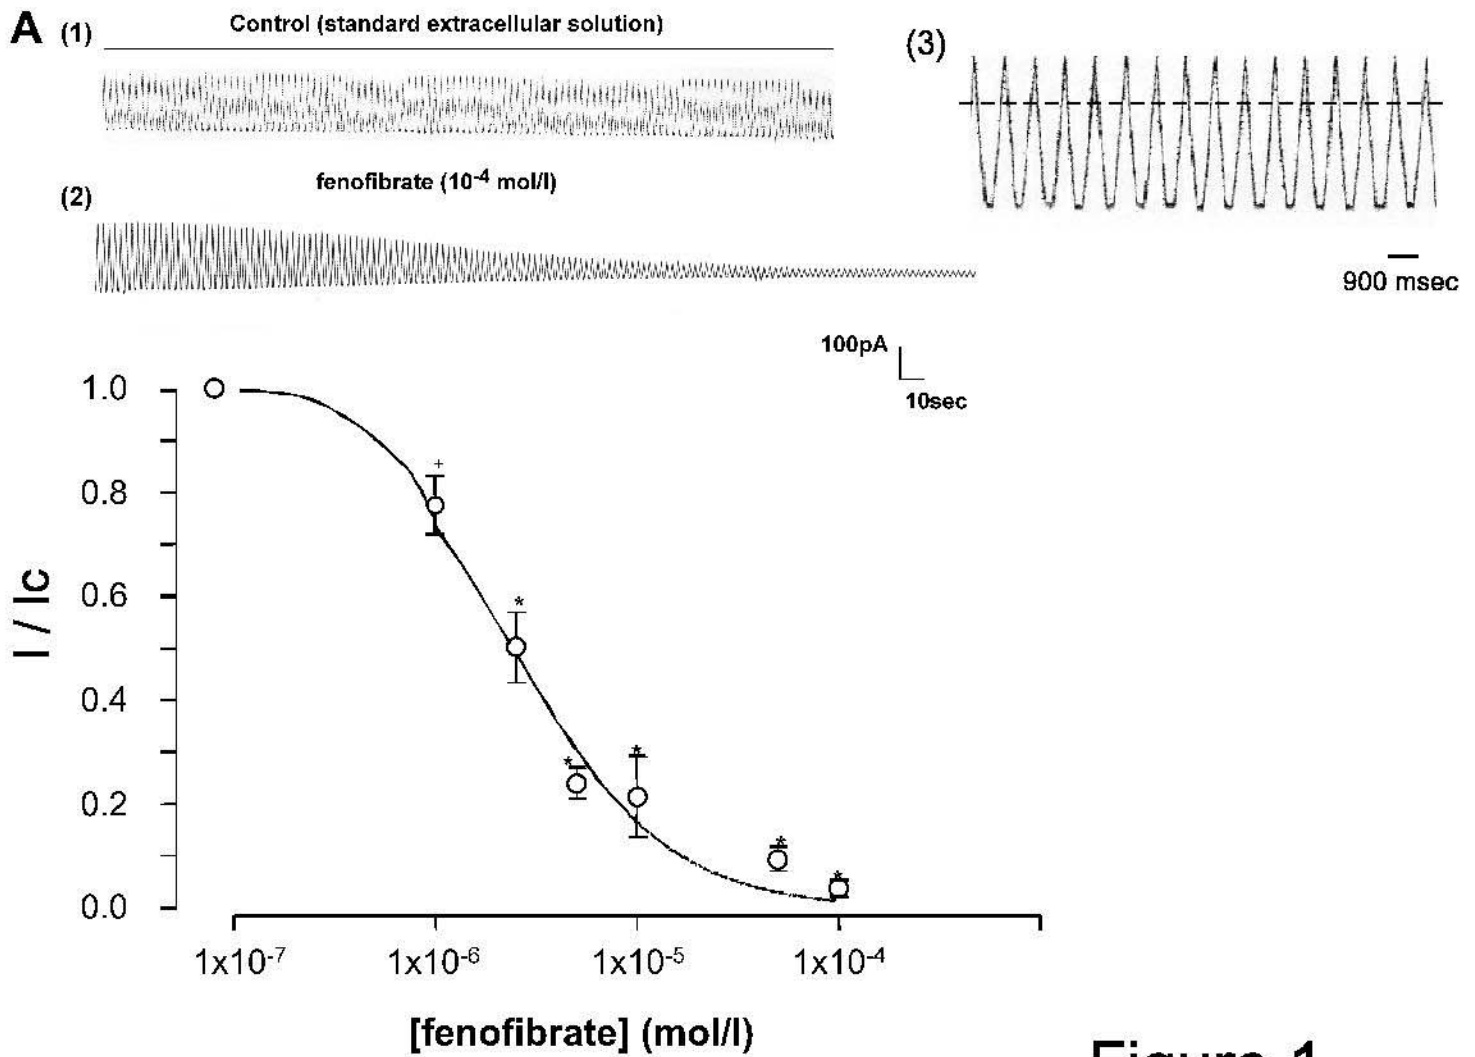 A (1) Control (standard extracellular solution)
(2) fenofibrate (10-4 mol/l)
(3)
900 msec
100pA
10sec
1.0
0.8
0.6
0.4
0.2
0.0
I / Ic
+
*
*
*
*
*
1x10-7 1x10-6 1x10-5 1x10-4
[fenofibrate] (mol/l)
Figure 1